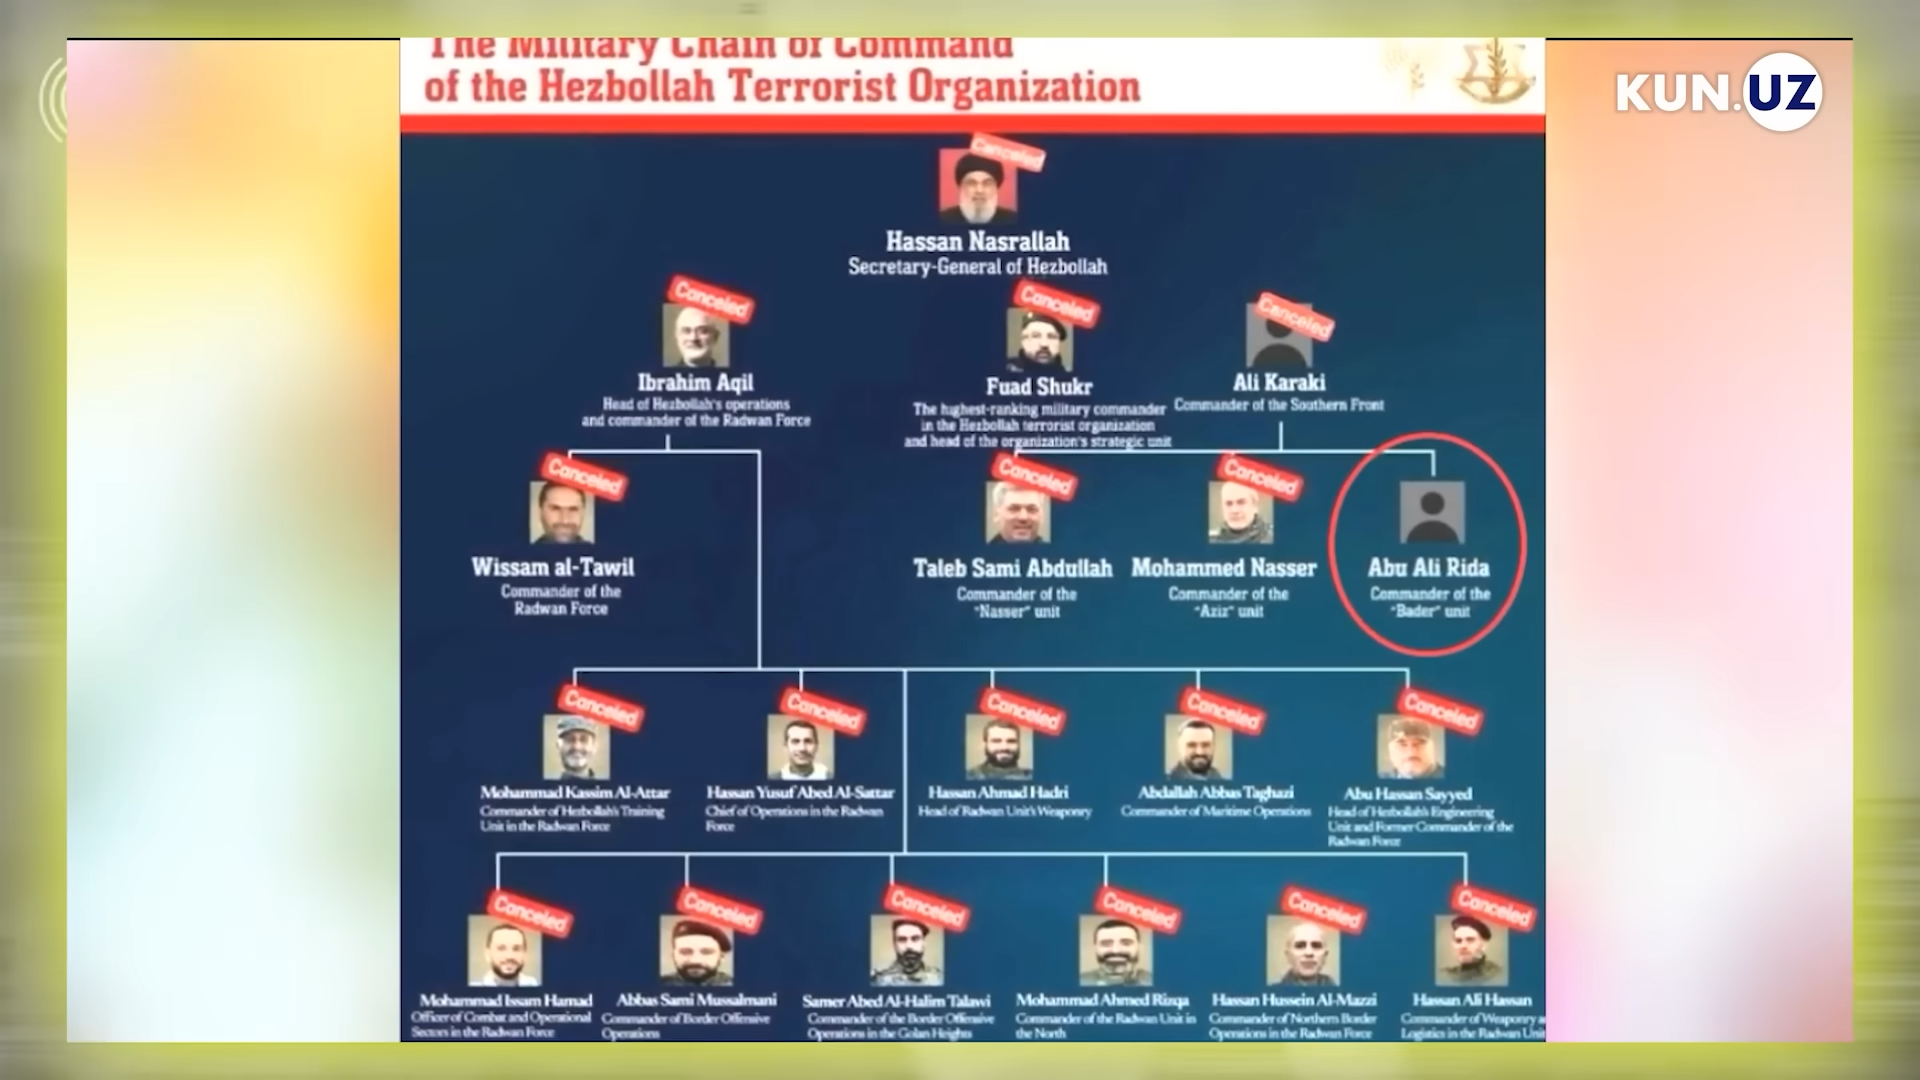 The Military Chain of Command
of the Hezbollah Terrorist Organization
KUN.UZ
Canceled
Hassan Nasrallah
Secretary-General of Hezbollah
Canceled
Ibrahim Aqil
Head of Hezbollah's operations
and commander of the Radwan Force
Canceled
Fuad Shukr
The highest-ranking military commander
in the Hezbollah terrorist organization
and head of the organization's strategic unit
Canceled
Ali Karaki
Commander of the Southern Front
Canceled
Wissam al-Tawil
Commander of the
Radwan Force
Canceled
Taleb Sami Abdullah
Commander of the
"Nasser" unit
Canceled
Mohammed Nasser
Commander of the
"Aziz" unit
Abu Ali Rida
Commander of the
"Bader" unit
Canceled
Mohammad Kassim Al-Attar
Commander of Hezbollah's Training
Unit in the Radwan Force
Canceled
Hassan Yusuf Abed Al-Sattar
Chief of Operations in the Radwan
Force
Canceled
Hassan Ahmad Hadri
Head of Radwan Unit's Weaponry
Canceled
Abdallah Abbas Taghazi
Commander of Maritime Operations
Canceled
Abu Hassan Sayyed
Head of Hezbollah's Engineering
Unit and Former Commander of the
Radwan Force
Canceled
Mohammad Issam Hamad
Officer of Combat and Operational
Sectors in the Radwan Force
Canceled
Abbas Sami Mussalmani
Commander of Border Offensive
Operations
Canceled
Samer Abed Al-Halim Talawi
Commander of the Border Offensive
Operations in the Golan Heights
Canceled
Mohammad Ahmed Rizqa
Commander of the Radwan Unit in
the North
Canceled
Hassan Hussein Al-Mazzi
Commander of Northern Border
Operations in the Radwan Force
Canceled
Hassan Ali Hassan
Commander of Weaponry a
Logistics in the Radwan Unit